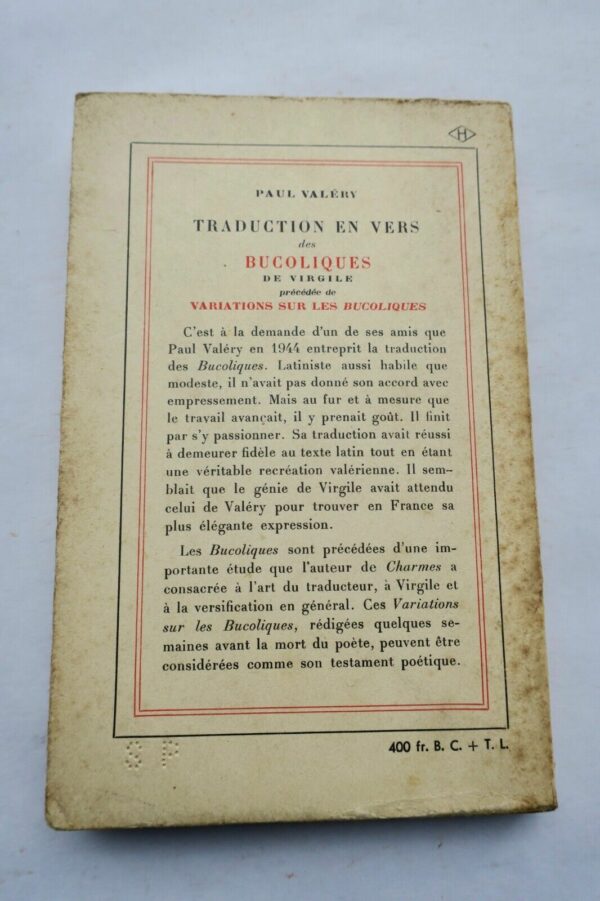 H
PAUL VALÉRY
TRADUCTION EN VERS
des
BUCOLIQUES
DE VIRGILE
précédée de
VARIATIONS SUR LES BUCOLIQUES
C'est à la demande d'un de ses amis que
Paul Valéry en 1944 entreprit la traduction
des Bucoliques. Latiniste aussi habile que
modeste, il n'avait pas donné son accord avec
empressement. Mais au fur et à mesure que
le travail avançait, il y prenait goût. Il finit
par s'y passionner. Sa traduction avait réussi
à demeurer fidèle au texte latin tout en étant
une véritable recréation valérienne. Il sem-
blait que le génie de Virgile avait attendu
celui de Valéry pour trouver en France sa
plus élégante expression.
Les Bucoliques sont précédées d'une im-
portante étude que l'auteur de Charmes a
consacrée à l'art du traducteur, à Virgile et
à la versification en général. Ces Variations
sur les Bucoliques, rédigées quelques se-
maines avant la mort du poète, peuvent être
considérées comme son testament poétique.
400 fr. B. C. + T. L.